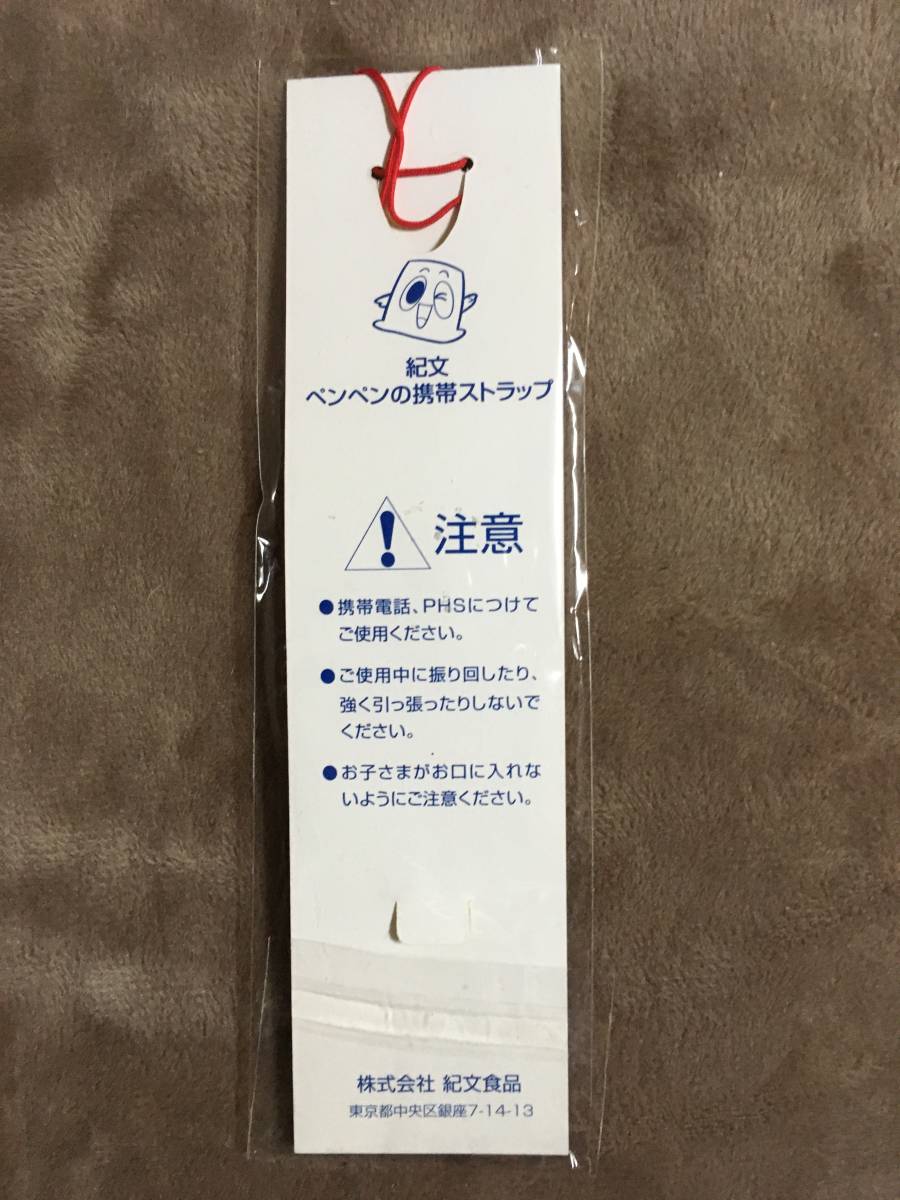 紀文
ペンペンの携帯ストラップ
注意
●携帯電話、PHSにつけて
ご使用ください。
●ご使用中に振り回したり、
強く引っ張ったりしないで
ください。
●お子さまがお口に入れな
いようにご注意ください。
株式会社 紀文食品
東京都中央区銀座7-14-13